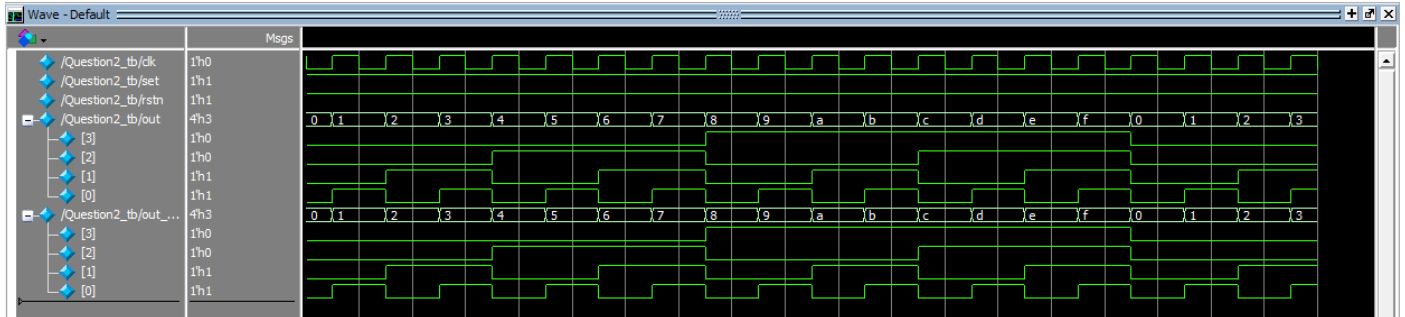 Wave - Default
Msgs
/Question2_tb/clk 1'h0
/Question2_tb/set 1'h1
/Question2_tb/rstn 1'h1
/Question2_tb/out 4'h3 0 1 2 3 4 5 6 7 8 9 a b c d e f 0 1 2 3
[3] 1'h0
[2] 1'h0
[1] 1'h1
[0] 1'h1
/Question2_tb/out_... 4'h3 0 1 2 3 4 5 6 7 8 9 a b c d e f 0 1 2 3
[3] 1'h0
[2] 1'h0
[1] 1'h1
[0] 1'h1